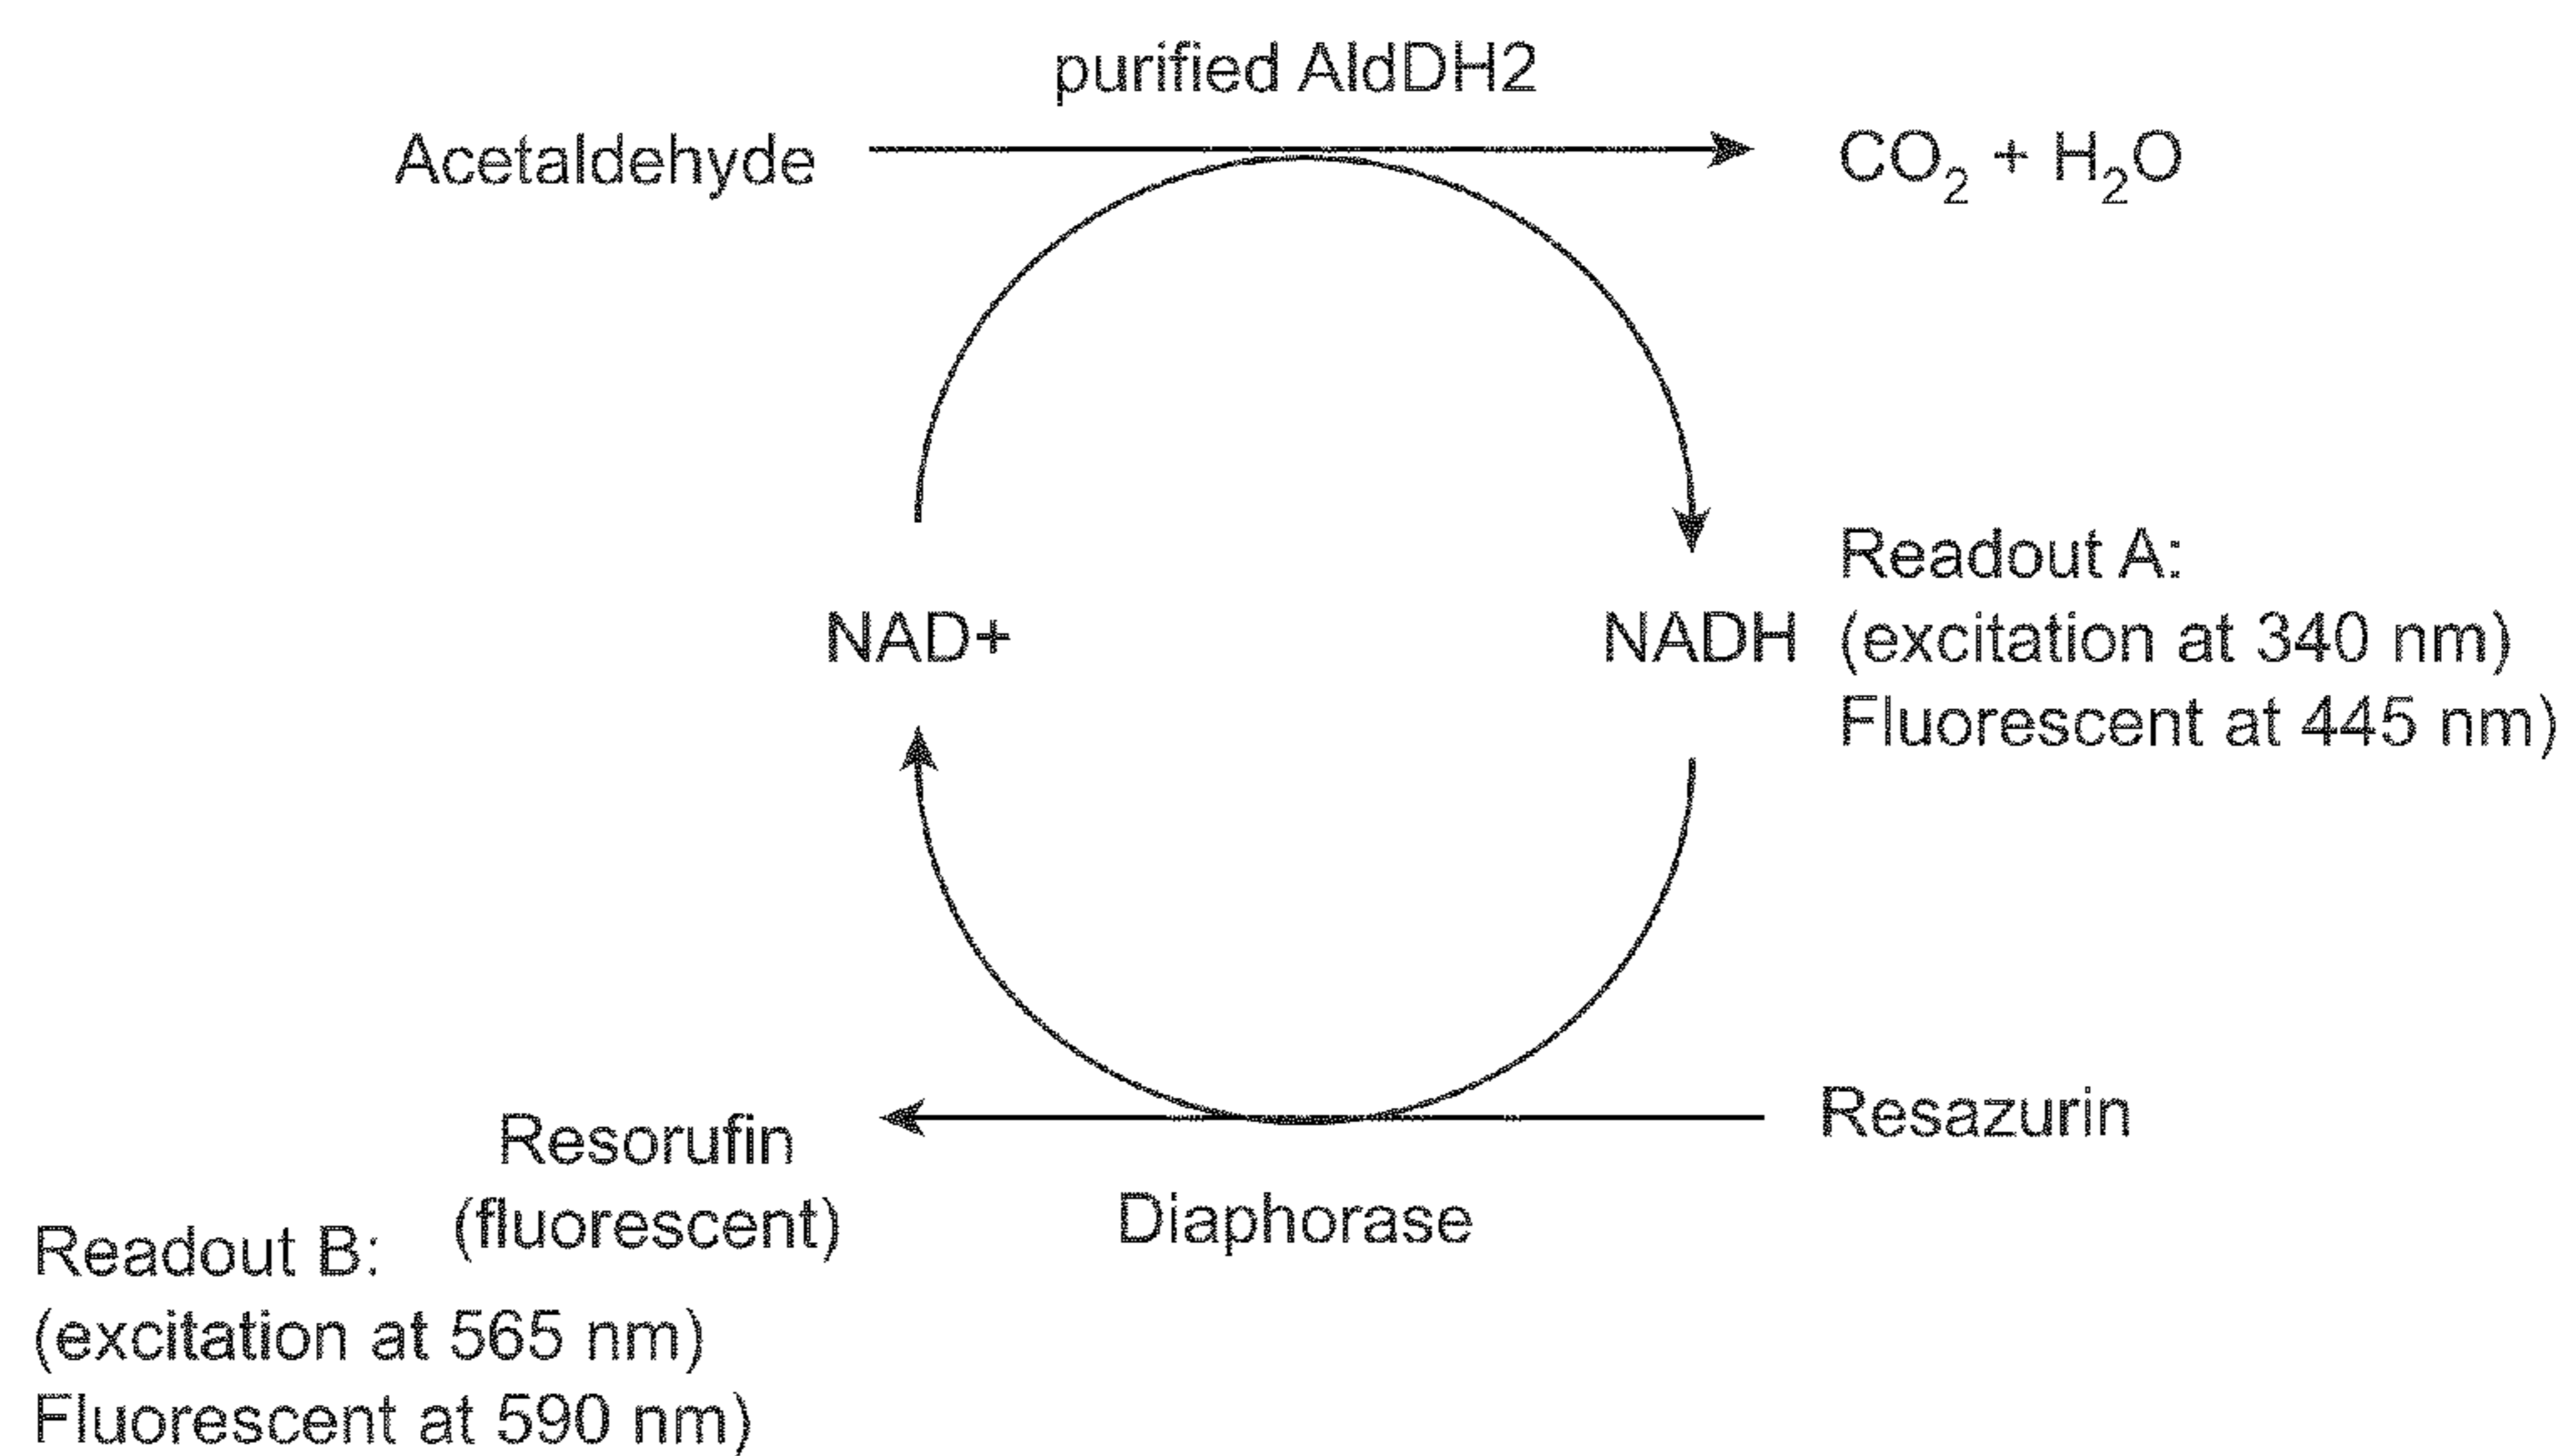 purified AldDH2
Acetaldehyde
CO2 + H2O
NAD+
NADH
Readout A:
(excitation at 340 nm)
Fluorescent at 445 nm)
Resorufin
(fluorescent)
Diaphorase
Resazurin
Readout B:
(excitation at 565 nm)
Fluorescent at 590 nm)